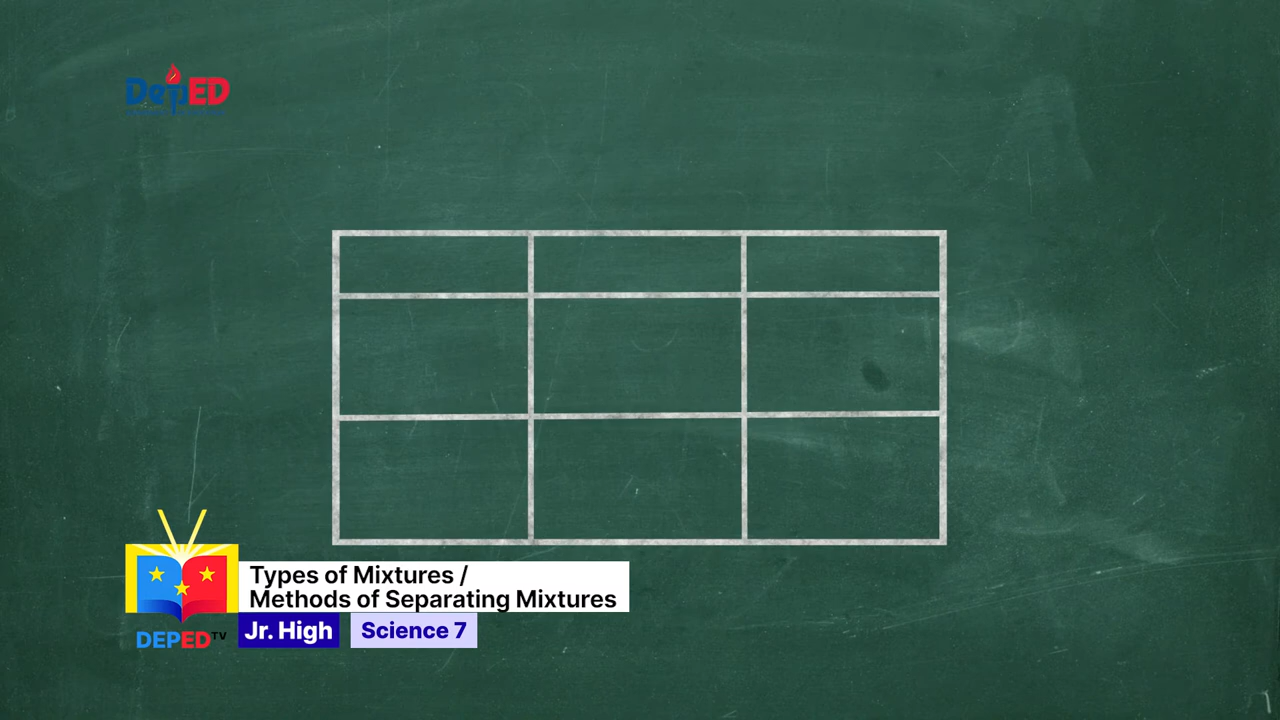 DepED
Types of Mixtures /
Methods of Separating Mixtures
DEPED TV
Jr. High
Science 7